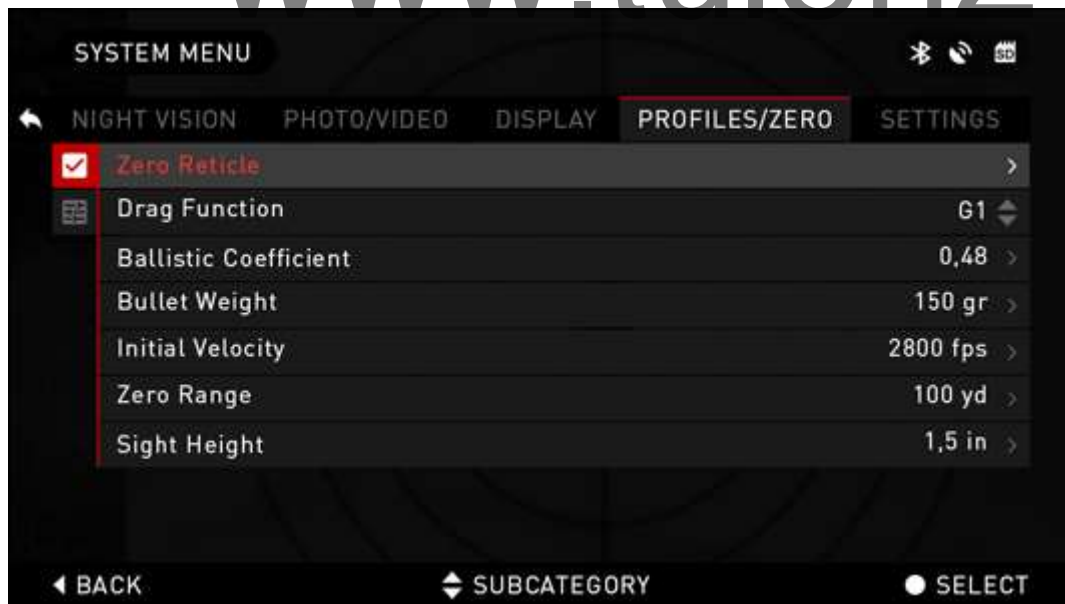 SYSTEM MENU
NIGHT VISION PHOTO/VIDEO DISPLAY PROFILES/ZERO SETTINGS
Zero Reticle
Drag Function G1
Ballistic Coefficient 0,48
Bullet Weight 150 gr
Initial Velocity 2800 fps
Zero Range 100 yd
Sight Height 1,5 in
BACK SUBCATEGORY SELECT